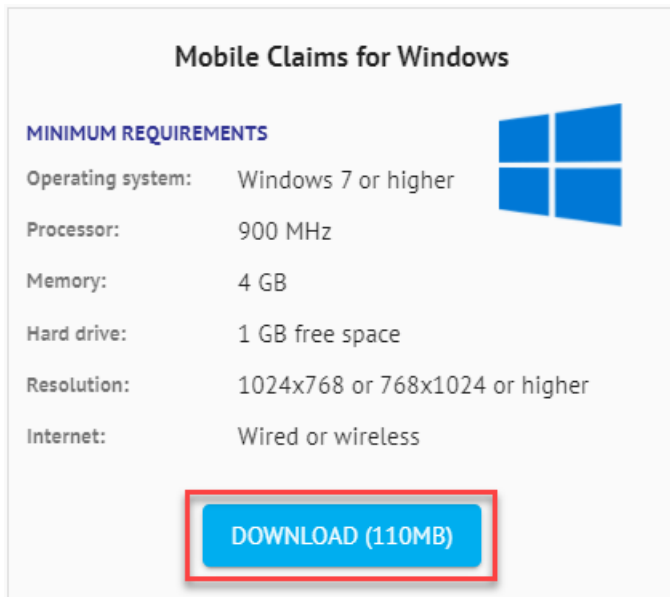 Mobile Claims for Windows
MINIMUM REQUIREMENTS
Operating system: Windows 7 or higher
Processor: 900 MHz
Memory: 4 GB
Hard drive: 1 GB free space
Resolution: 1024x768 or 768x1024 or higher
Internet: Wired or wireless
DOWNLOAD (110MB)